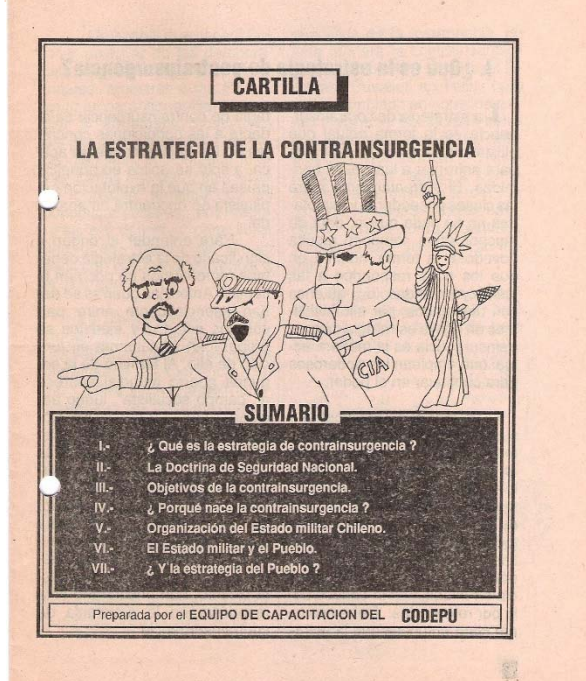 CARTILLA
LA ESTRATEGIA DE LA CONTRAINSURGENCIA
CIA
SUMARIO
I.- ¿ Qué es la estrategia de contrainsurgencia ?
II.- La Doctrina de Seguridad Nacional.
III.- Objetivos de la contrainsurgencia.
IV.- ¿ Porqué nace la contrainsurgencia ?
V.- Organización del Estado militar Chileno.
VI.- El Estado militar y el Pueblo.
VII.- ¿ Y la estrategia del Pueblo ?
Preparada por el EQUIPO DE CAPACITACION DEL CODEPU